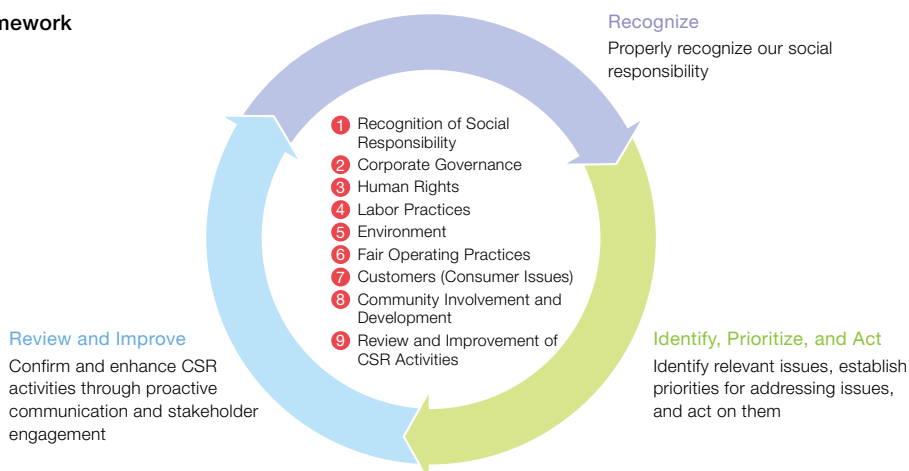 Recognize
Properly recognize our social
responsibility
1 Recognition of Social
Responsibility
2 Corporate Governance
3 Human Rights
4 Labor Practices
5 Environment
6 Fair Operating Practices
7 Customers (Consumer Issues)
8 Community Involvement and
Development
9 Review and Improvement of
CSR Activities
Review and Improve
Confirm and enhance CSR
activities through proactive
communication and stakeholder
engagement
Identify, Prioritize, and Act
Identify relevant issues, establish
priorities for addressing issues,
and act on them